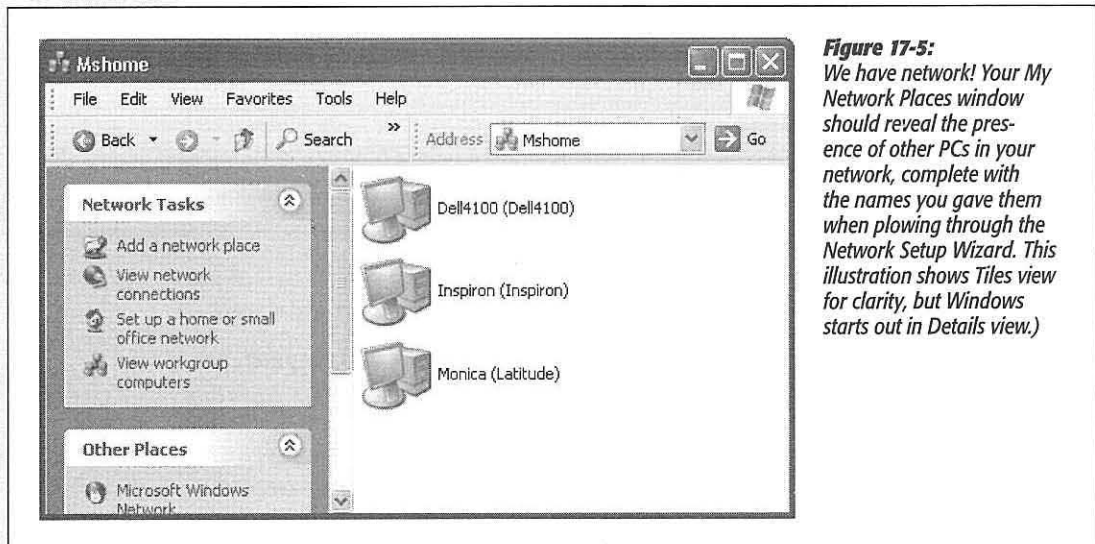 Mshome
File Edit View Favorites Tools Help
Back Search » Address Mshome Go
Network Tasks
Add a network place
View network
connections
Set up a home or small
office network
View workgroup
computers
Other Places
Microsoft Windows
Network
Dell4100 (Dell4100)
Inspiron (Inspiron)
Monica (Latitude)
Figure 17-5:
We have network! Your My
Network Places window
should reveal the pres-
ence of other PCs in your
network, complete with
the names you gave them
when plowing through the
Network Setup Wizard. This
illustration shows Tiles view
for clarity, but Windows
starts out in Details view.)